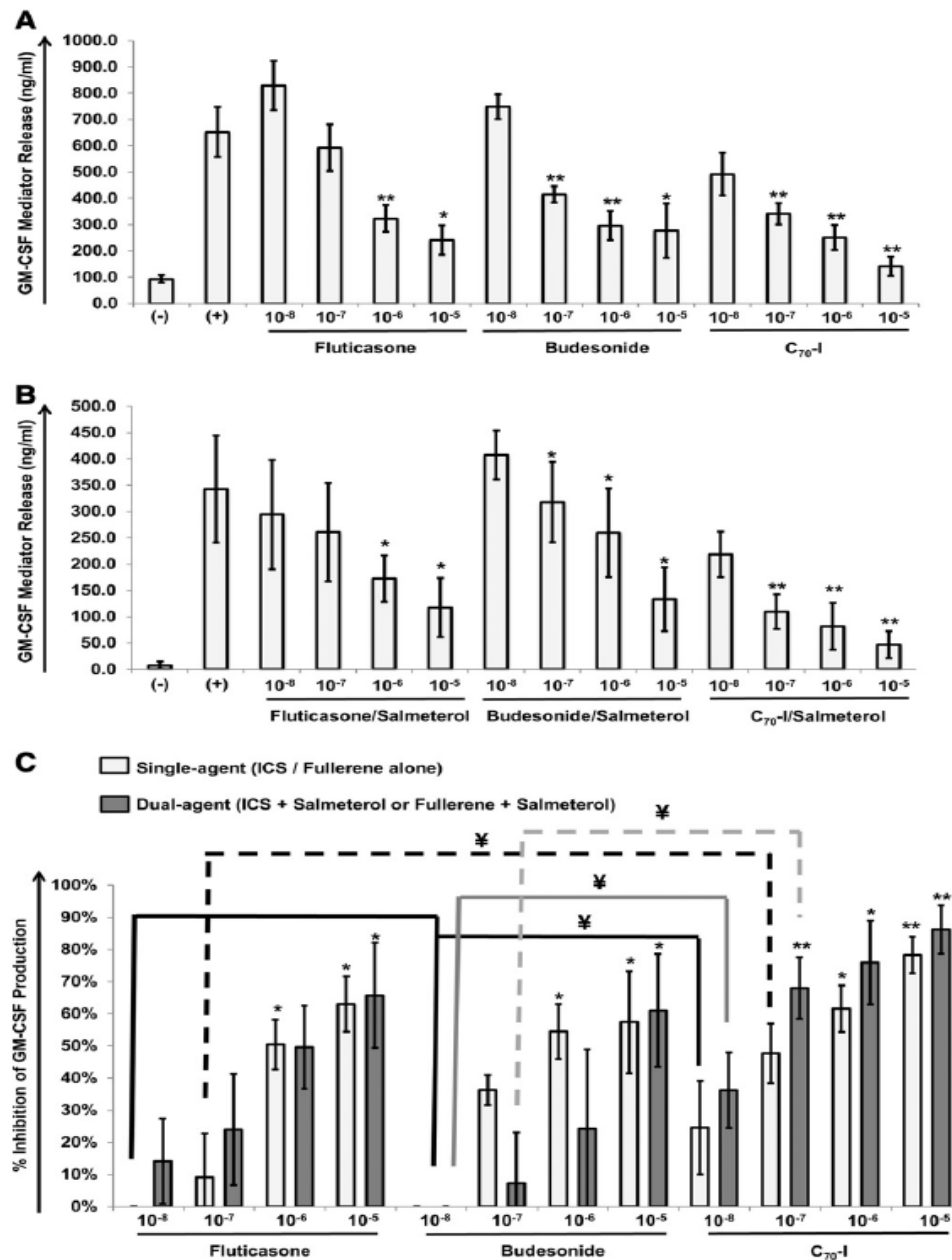 A
GM-CSF Mediator Release (ng/ml)
1000.0
900.0
800.0
700.0
600.0
500.0
400.0
300.0
200.0
100.0
0.0
** * ** ** * ** ** **
(-) (+) 10⁻⁸ 10⁻⁷ 10⁻⁶ 10⁻⁵ 10⁻⁸ 10⁻⁷ 10⁻⁶ 10⁻⁵ 10⁻⁸ 10⁻⁷ 10⁻⁶ 10⁻⁵
Fluticasone Budesonide C₇₀-I
B
GM-CSF Mediator Release (ng/ml)
500.0
450.0
400.0
350.0
300.0
250.0
200.0
150.0
100.0
50.0
0.0
* * * * * ** ** **
(-) (+) 10⁻⁸ 10⁻⁷ 10⁻⁶ 10⁻⁵ 10⁻⁸ 10⁻⁷ 10⁻⁶ 10⁻⁵ 10⁻⁸ 10⁻⁷ 10⁻⁶ 10⁻⁵
Fluticasone/Salmeterol Budesonide/Salmeterol C₇₀-I/Salmeterol
C
Single-agent (ICS / Fullerene alone)
Dual-agent (ICS + Salmeterol or Fullerene + Salmeterol)
% Inhibition of GM-CSF Production
¥
¥
¥
¥
100%
90%
80%
70%
60%
50%
40%
30%
20%
10%
0%
* * * * * * ** * * ** **
10⁻⁸ 10⁻⁷ 10⁻⁶ 10⁻⁵ 10⁻⁸ 10⁻⁷ 10⁻⁶ 10⁻⁵ 10⁻⁸ 10⁻⁷ 10⁻⁶ 10⁻⁵
Fluticasone Budesonide C₇₀-I